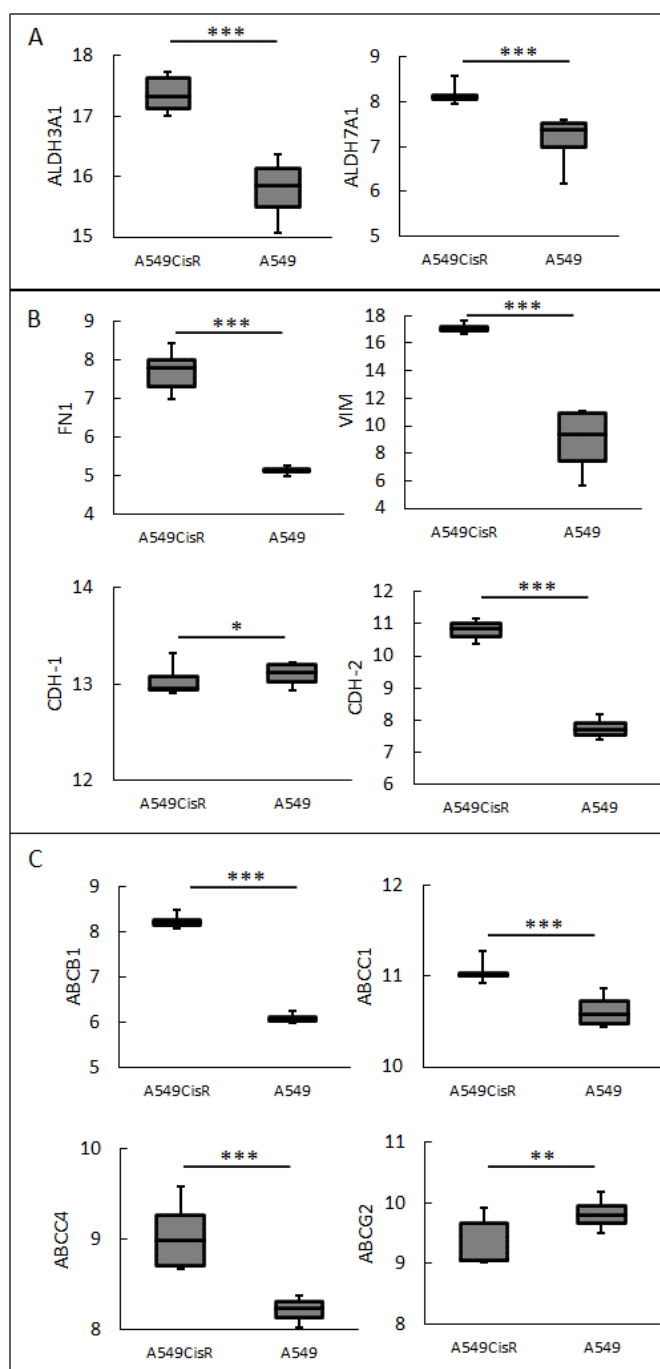 A
***
***
ALDH3A1
18
17
16
15
ALDH7A1
9
8
7
6
5
A549CisR A549
A549CisR A549
B
***
***
FN1
9
8
7
6
5
4
VIM
18
16
14
12
10
8
6
4
A549CisR A549
A549CisR A549
*
***
CDH-1
14
13
12
CDH-2
12
11
10
9
8
7
6
A549CisR A549
A549CisR A549
C
***
***
ABCB1
9
8
7
6
5
ABCC1
12
11
10
A549CisR A549
A549CisR A549
***
**
ABCC4
10
9
8
ABCG2
11
10
9
8
A549CisR A549
A549CisR A549